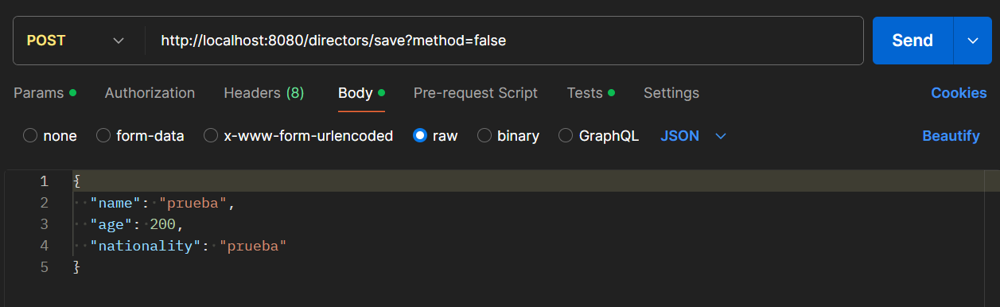 POST http://localhost:8080/directors/save?method=false Send
Params Authorization Headers (8) Body Pre-request Script Tests Settings Cookies
none form-data x-www-form-urlencoded raw binary GraphQL JSON Beautify
1 {
2 "name": "prueba",
3 "age": 200,
4 "nationality": "prueba"
5 }